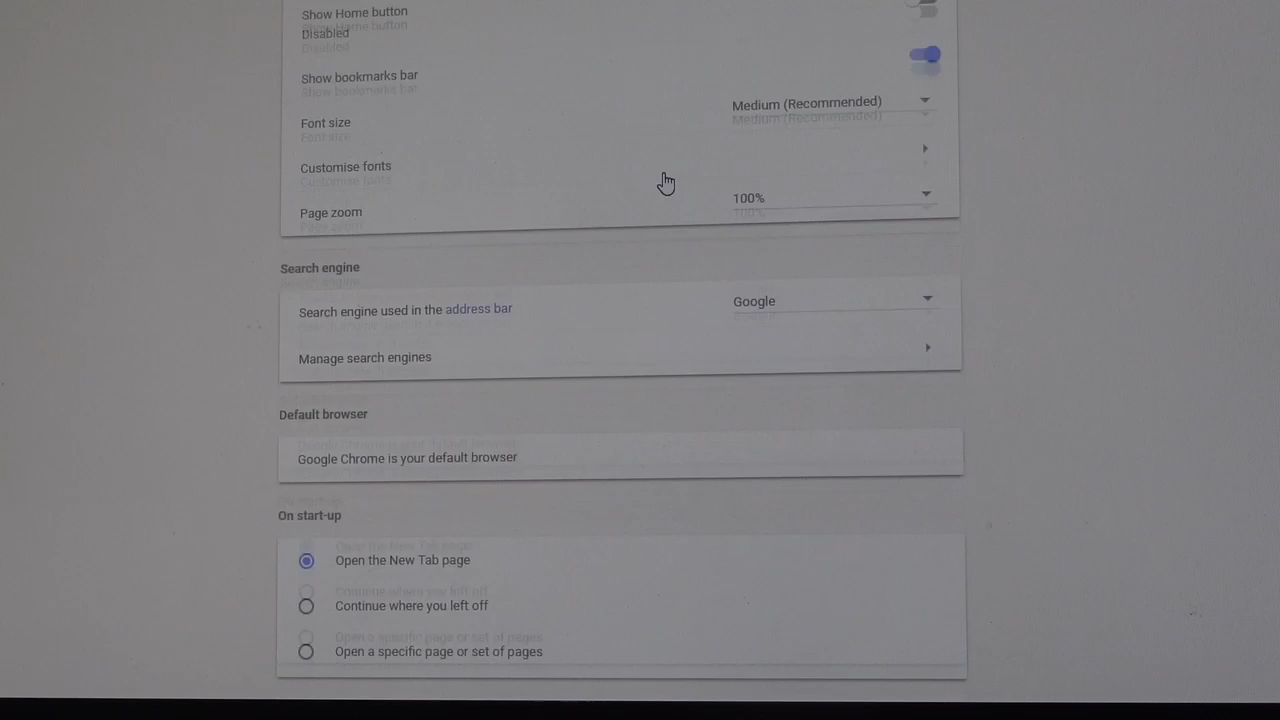 Show Home button
Disabled
Show bookmarks bar
Font size
Medium (Recommended)
Customise fonts
Page zoom
100%
Search engine
Search engine used in the address bar
Google
Manage search engines
Default browser
Google Chrome is your default browser
On start-up
Open the New Tab page
Continue where you left off
Open a specific page or set of pages